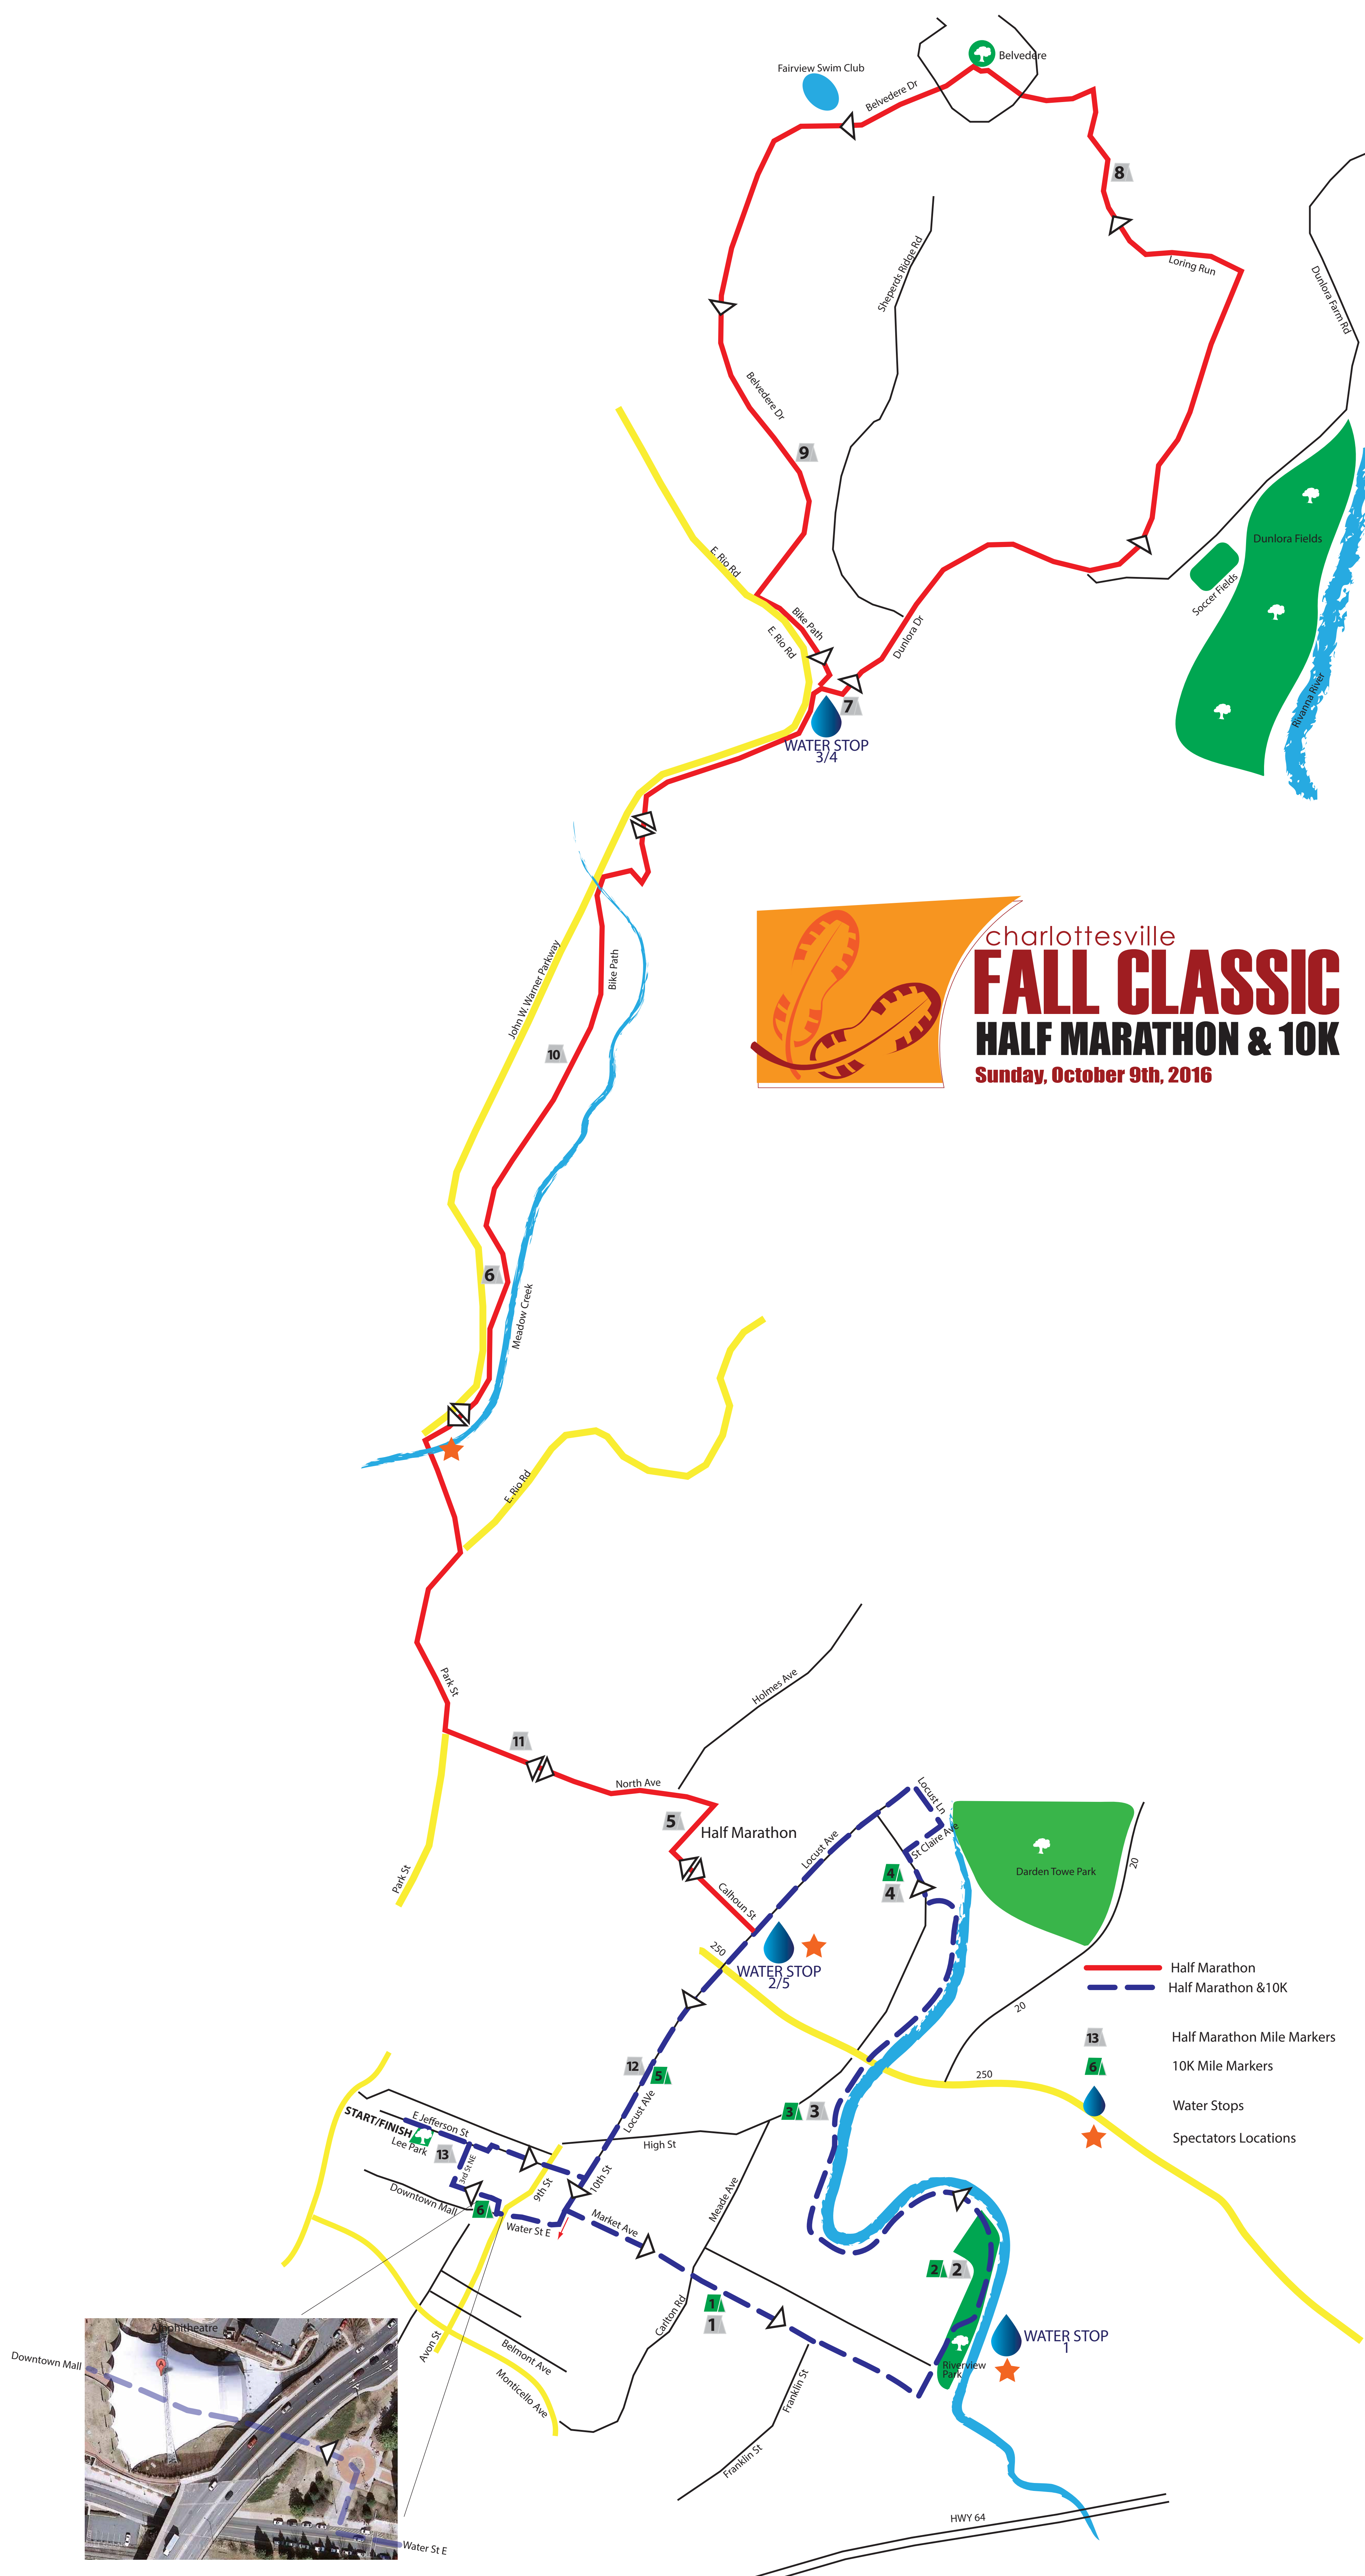 Belvedere
Fairview Swim Club
Belvedere Dr
8
Loring Run
Sheperds Ridge Rd
Dunlora Farm Rd
Belvedere Dr
9
Dunlora Fields
E. Rio Rd
Soccer Fields
Bike Path
E. Rio Rd
Dunlora Dr
Rivanna River
7
WATER STOP
3/4
charlottesville
FALL CLASSIC
HALF MARATHON & 10K
Sunday, October 9th, 2016
John W. Warner Parkway
Bike Path
10
6
Meadow Creek
E. Rio Rd
Park St
Holmes Ave
11
North Ave
5
Half Marathon
Locust Ln
St Claire Ave
Locust Ave
4
4
Darden Towe Park
20
Park St
Calhoun St
250
WATER STOP
2/5
Half Marathon
Half Marathon &10K
20
13
Half Marathon Mile Markers
6
10K Mile Markers
Water Stops
Spectators Locations
250
12
5
Locust AVe
3
3
START/FINISH
E Jefferson St
Lee Park
13
3rd St NE
High St
Downtown Mall
6
9th St
10th St
Water St E
Market Ave
Meade Ave
2
2
1
1
Carlton Rd
WATER STOP
1
Riverview
Park
Avon St
Belmont Ave
Monticello Ave
Franklin St
Franklin St
HWY 64
Amphitheatre
Downtown Mall
Water St E